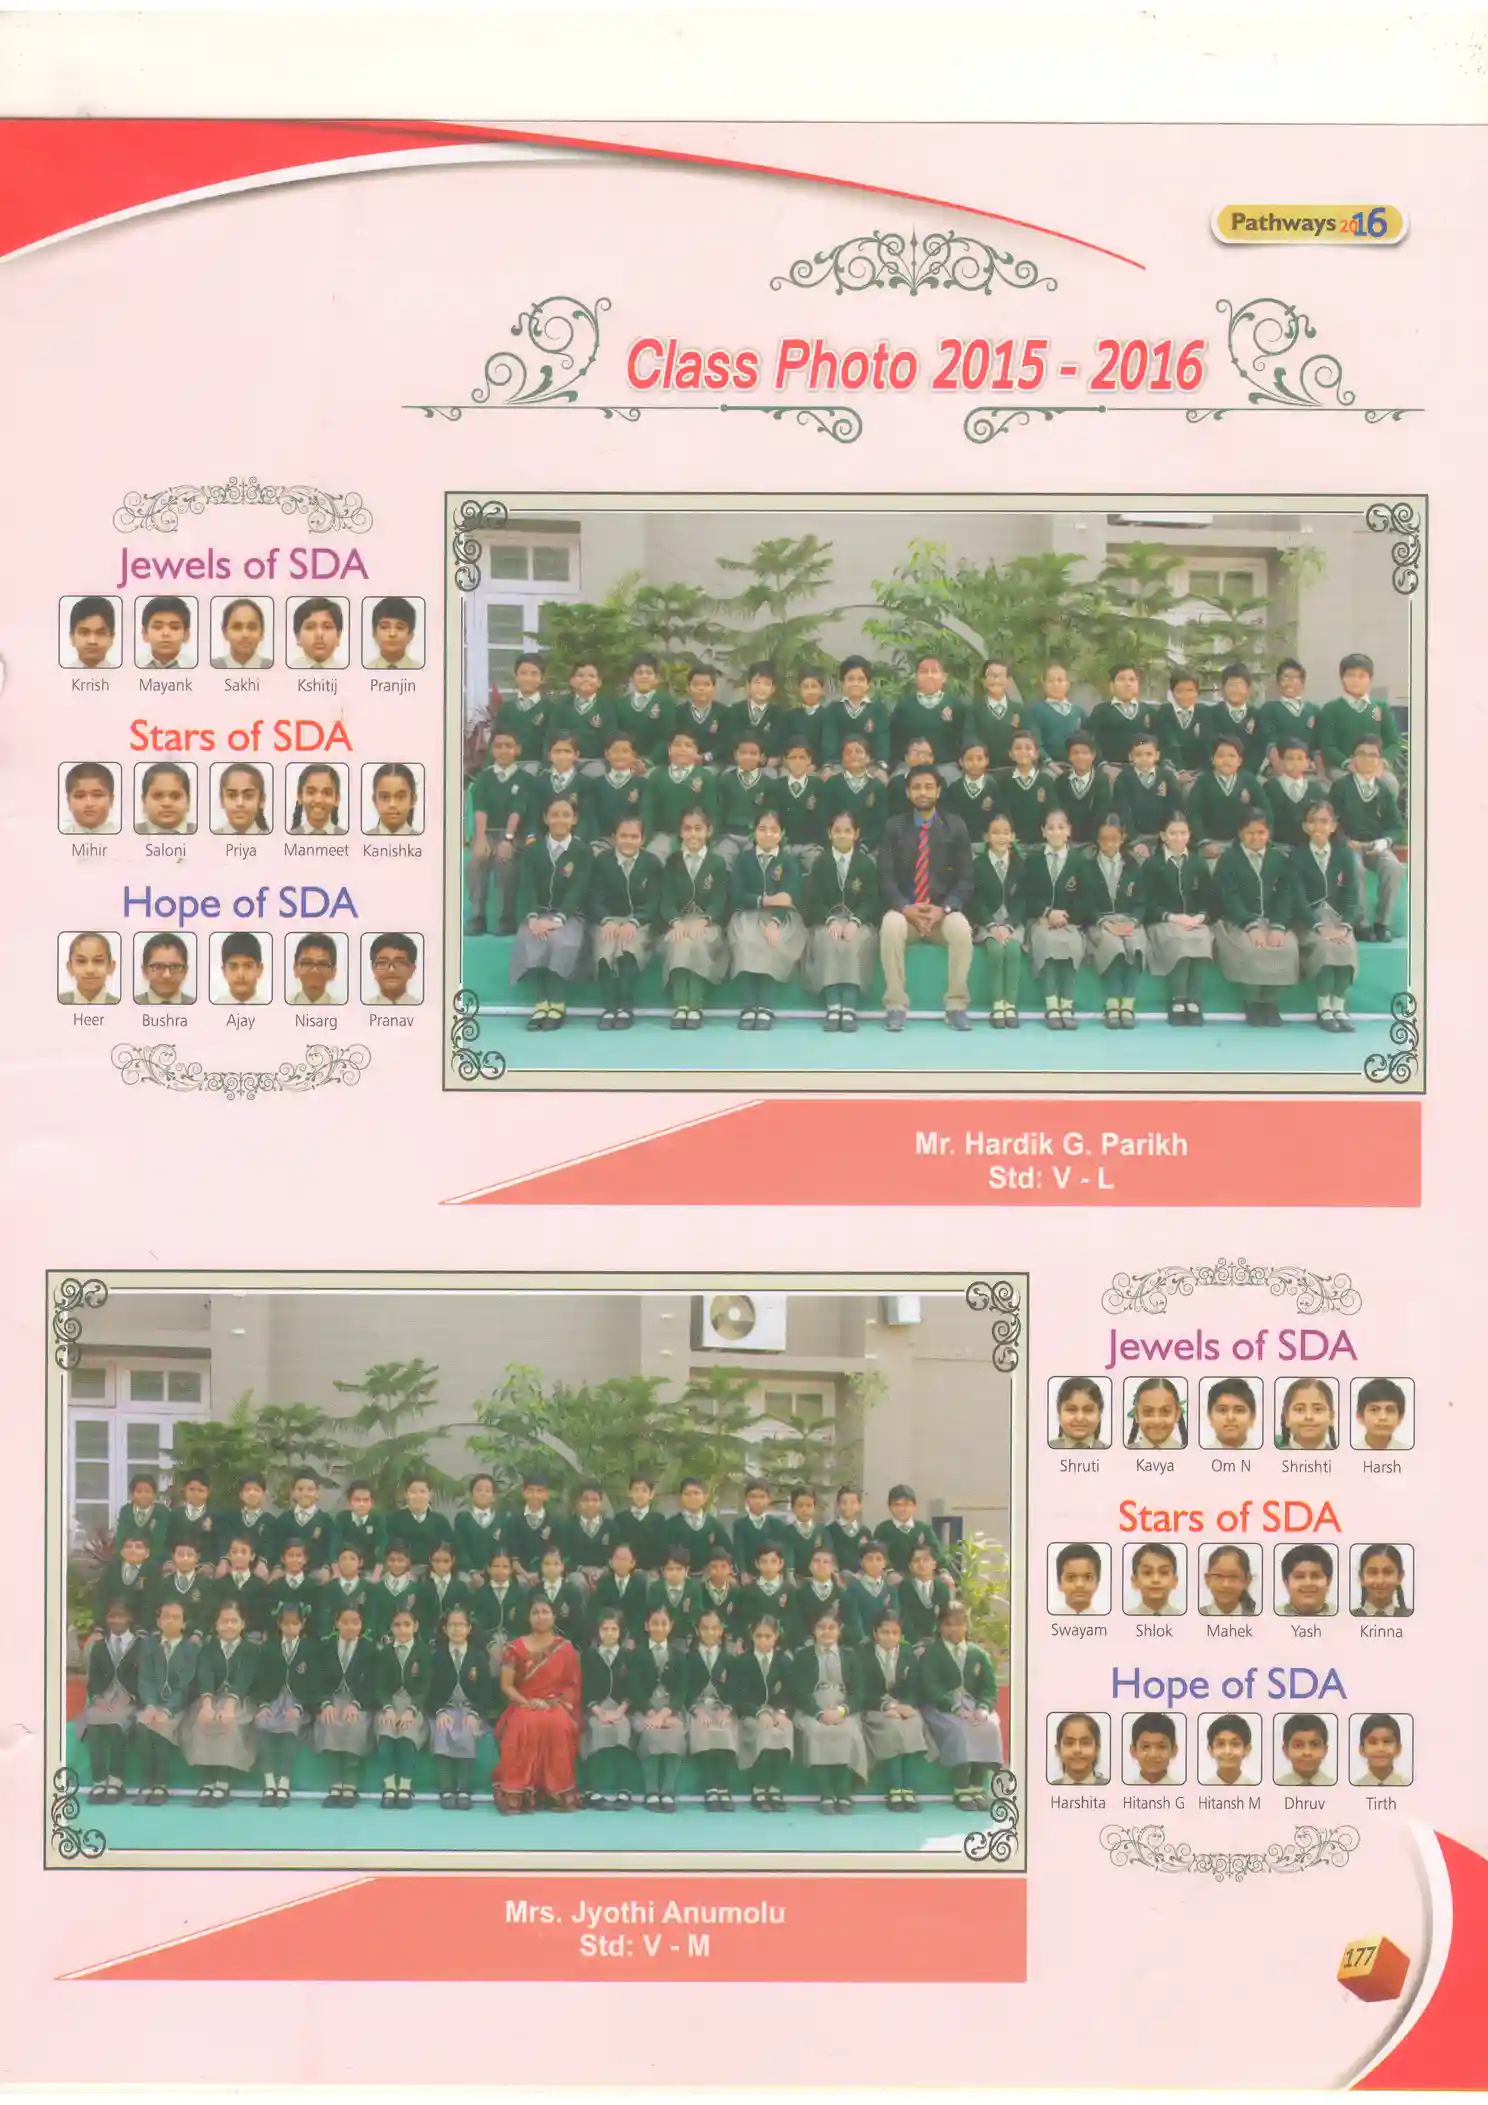 Pathways 2016
Class Photo 2015 - 2016
Jewels of SDA
Krrish Mayank Sakhi Kshitij Pranjin
Stars of SDA
Mihir Saloni Priya Manmeet Kanishka
Hope of SDA
Heer Bushra Ajay Nisarg Pranav
Mr. Hardik G. Parikh
Std: V - L
Jewels of SDA
Shruti Kavya Om N Shrishti Harsh
Stars of SDA
Swayam Shlok Mahek Yash Krinna
Hope of SDA
Harshita Hitansh G Hitansh M Dhruv Tirth
Mrs. Jyothi Anumolu
Std: V - M
177